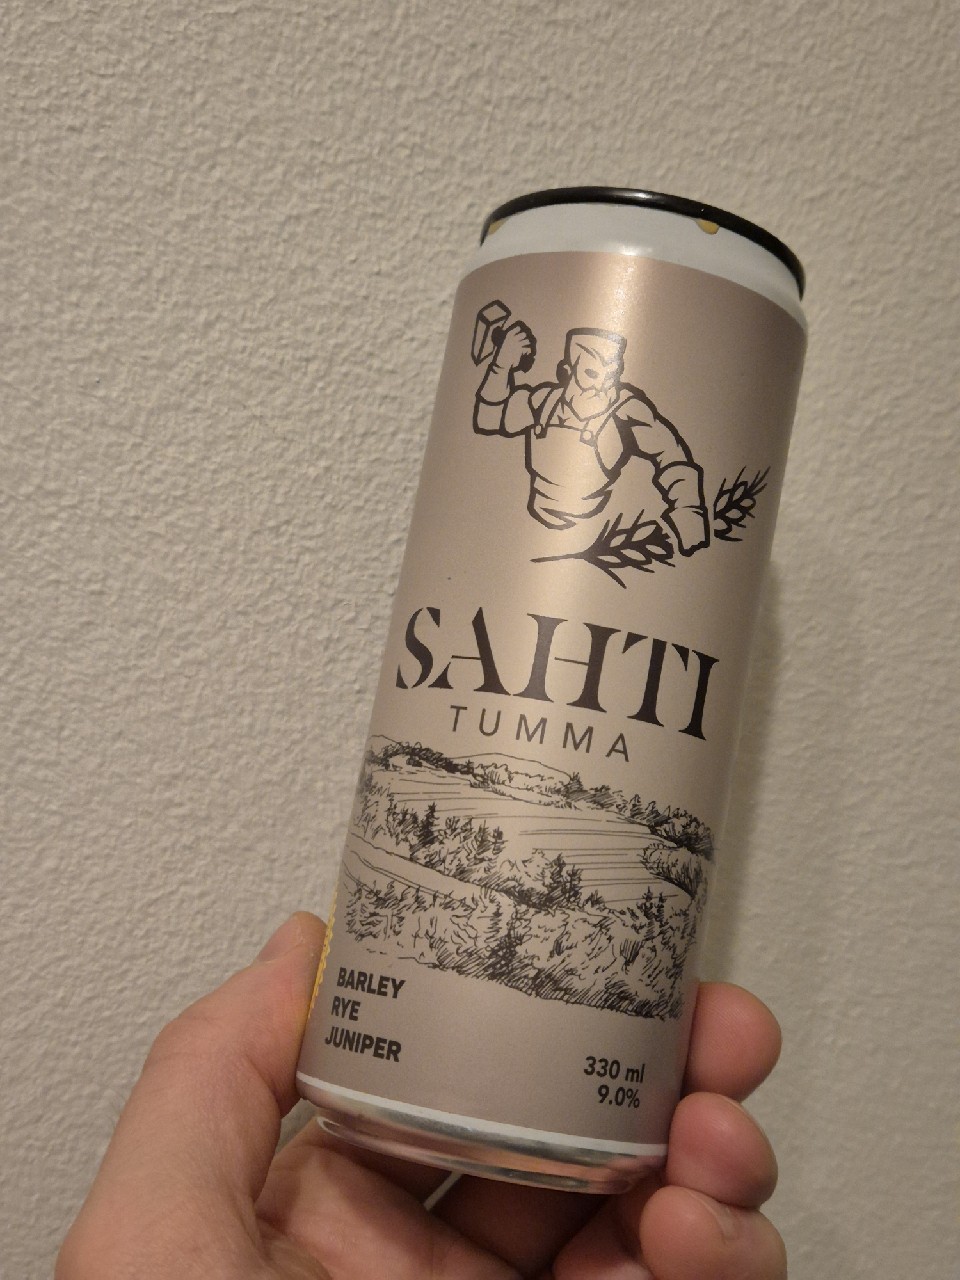 SAHTI
TUMMA
BARLEY
RYE
JUNIPER
330 ml
9.0%